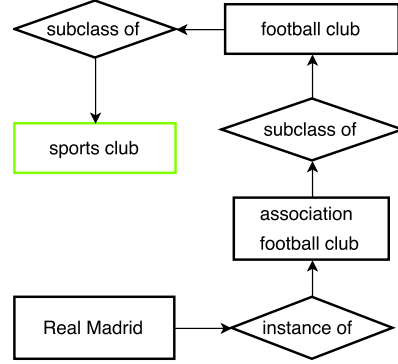 subclass of
football club
sports club
subclass of
association
football club
Real Madrid
instance of